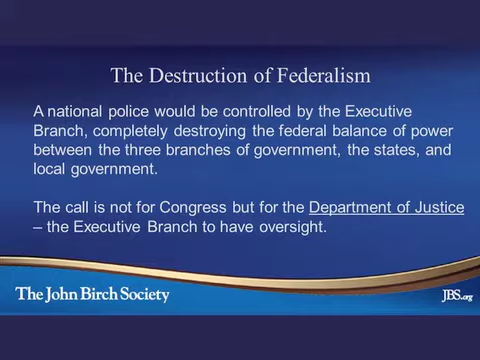 The Destruction of Federalism
A national police would be controlled by the Executive
Branch, completely destroying the federal balance of power
between the three branches of government, the states, and
local government.
The call is not for Congress but for the Department of Justice
– the Executive Branch to have oversight.
The John Birch Society
JBS.org